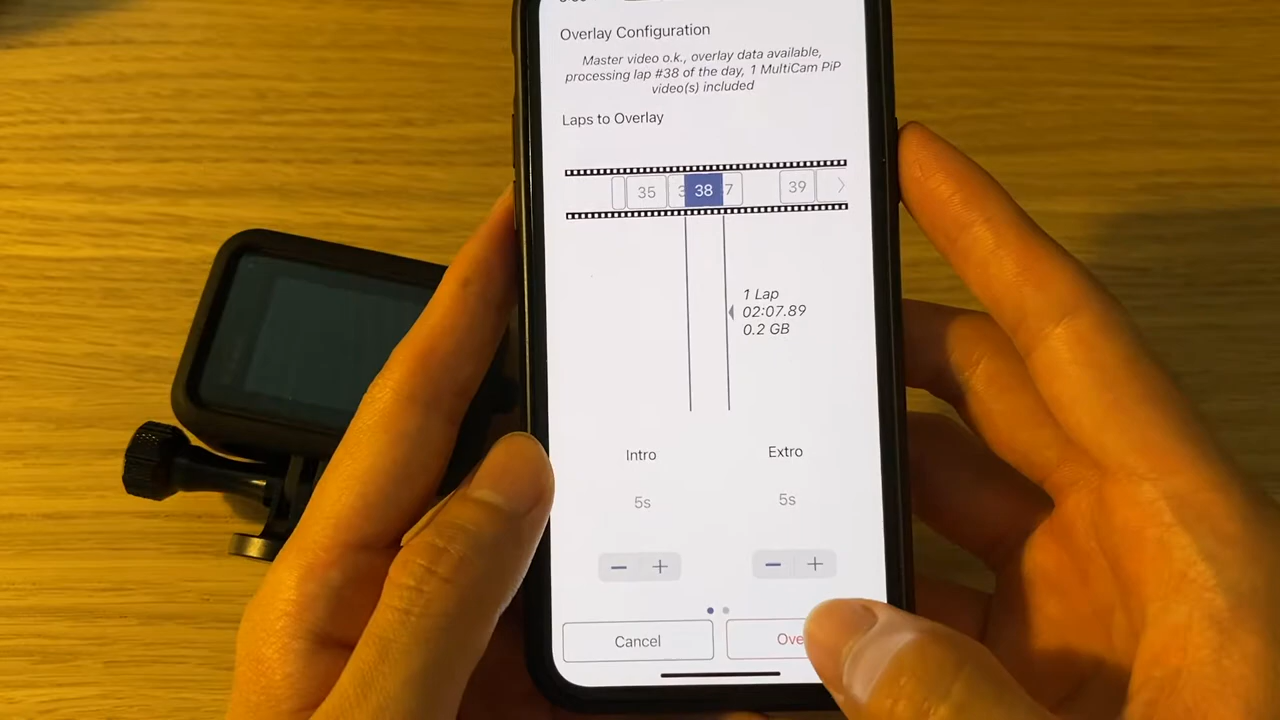 Overlay Configuration
Master video o.k., overlay data available,
processing lap #38 of the day, 1 MultiCam PiP
video(s) included
Laps to Overlay
35 38 7 39
1 Lap
02:07.89
0.2 GB
Intro Extro
5s 5s
Cancel